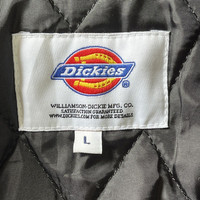 Dickies
®
WILLIAMSON-DICKIE MFG. CO.
SATISFACTION GUARANTEED
WWW.DICKIES.COM FOR MORE DETAILS
L